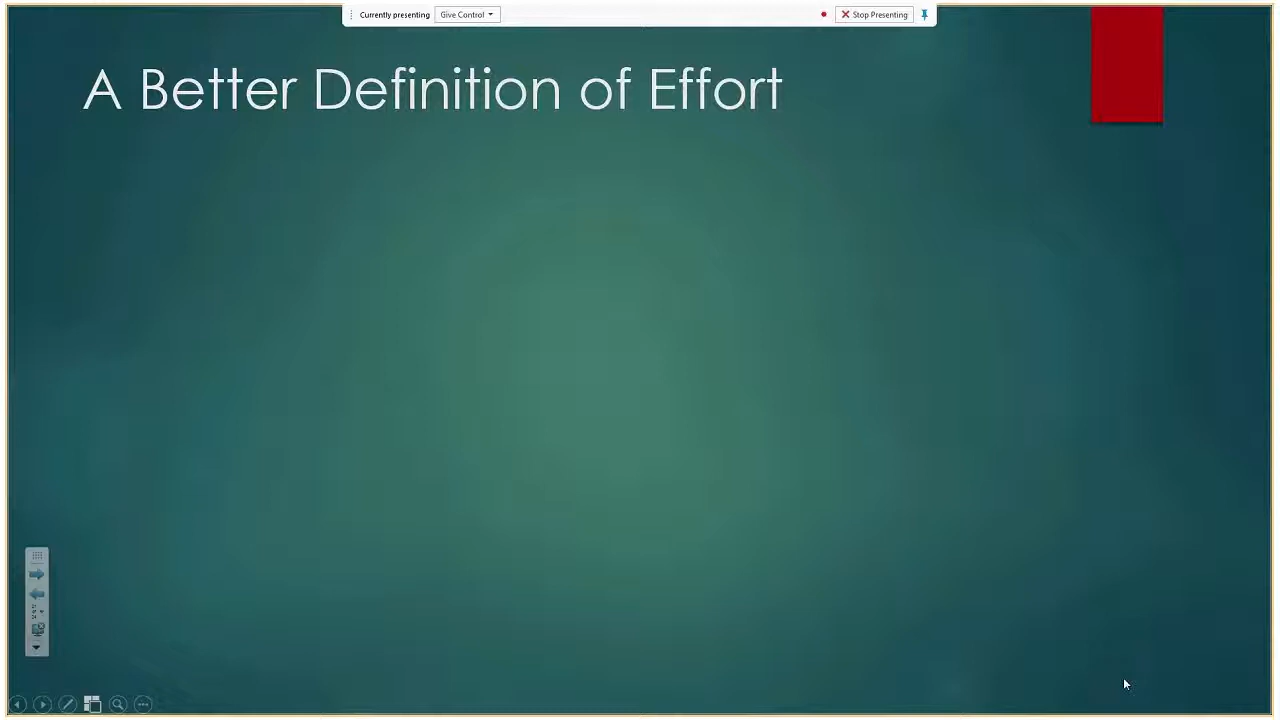 Currently presenting Give Control Stop Presenting
A Better Definition of Effort